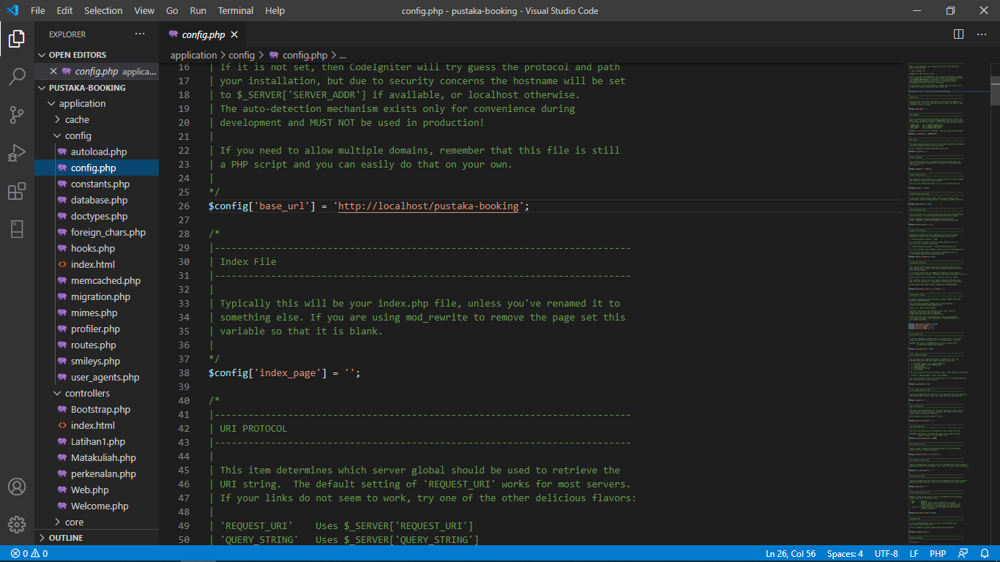 File Edit Selection View Go Run Terminal Help
config.php - pustaka-booking - Visual Studio Code
EXPLORER
OPEN EDITORS
config.php applica...
PUSTAKA-BOOKING
application
cache
config
autoload.php
config.php
constants.php
database.php
doctypes.php
foreign_chars.php
hooks.php
index.html
memcached.php
migration.php
mimes.php
profiler.php
routes.php
smileys.php
user_agents.php
controllers
Bootstrap.php
index.html
Latihan1.php
Matakuliah.php
perkenalan.php
Web.php
Welcome.php
core
OUTLINE
config.php
application > config > config.php > ...
16 | If it is not set, then CodeIgniter will try guess the protocol and path
17 | your installation, but due to security concerns the hostname will be set
18 | to $_SERVER['SERVER_ADDR'] if available, or localhost otherwise.
19 | The auto-detection mechanism exists only for convenience during
20 | development and MUST NOT be used in production!
21 |
22 | If you need to allow multiple domains, remember that this file is still
23 | a PHP script and you can easily do that on your own.
24 |
25 */
26 $config['base_url'] = 'http://localhost/pustaka-booking';
27
28 /*
29 |--------------------------------------------------------------------------
30 | Index File
31 |--------------------------------------------------------------------------
32 |
33 | Typically this will be your index.php file, unless you've renamed it to
34 | something else. If you are using mod_rewrite to remove the page set this
35 | variable so that it is blank.
36 |
37 */
38 $config['index_page'] = '';
39
40 /*
41 |--------------------------------------------------------------------------
42 | URI PROTOCOL
43 |--------------------------------------------------------------------------
44 |
45 | This item determines which server global should be used to retrieve the
46 | URI string.  The default setting of 'REQUEST_URI' works for most servers.
47 | If your links do not seem to work, try one of the other delicious flavors:
48 |
49 | 'REQUEST_URI'    Uses $_SERVER['REQUEST_URI']
50 | 'QUERY_STRING'   Uses $_SERVER['QUERY_STRING']
0 0 Ln 26, Col 56 Spaces: 4 UTF-8 LF PHP